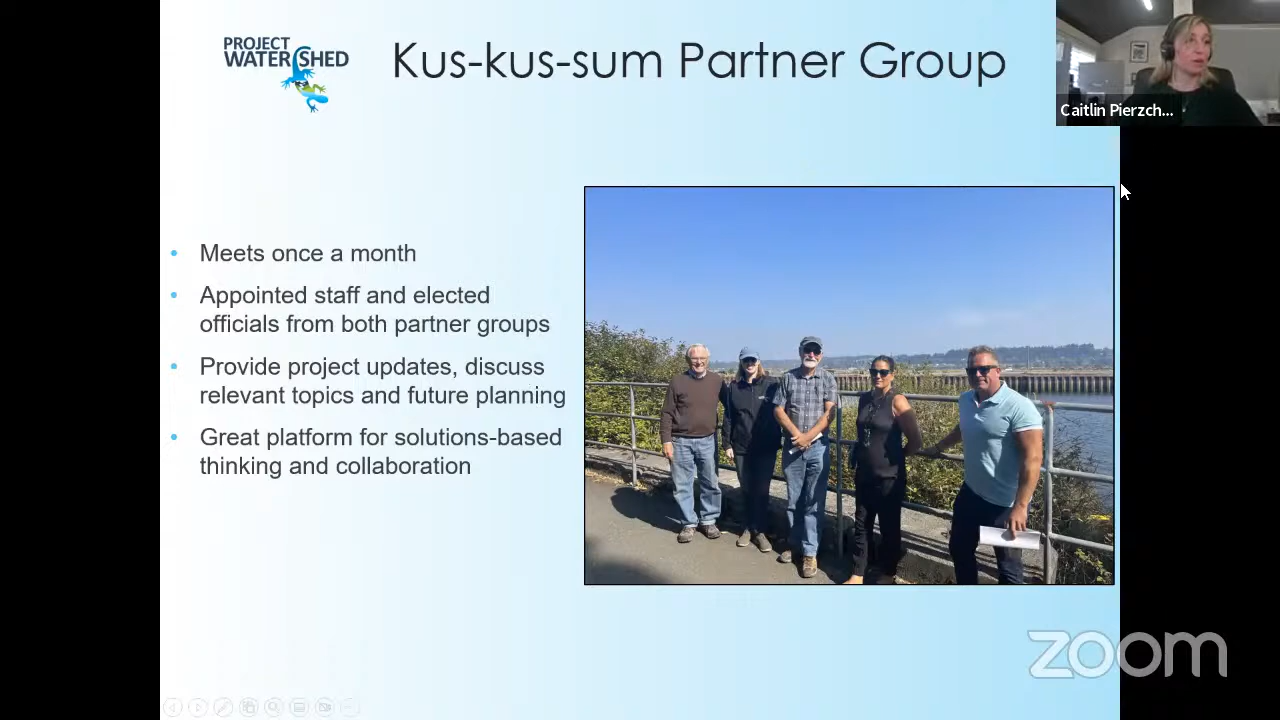 PROJECT
WATERSHED
Kus-kus-sum Partner Group
Caitlin Pierzch...
• Meets once a month
• Appointed staff and elected
officials from both partner groups
• Provide project updates, discuss
relevant topics and future planning
• Great platform for solutions-based
thinking and collaboration
zoom